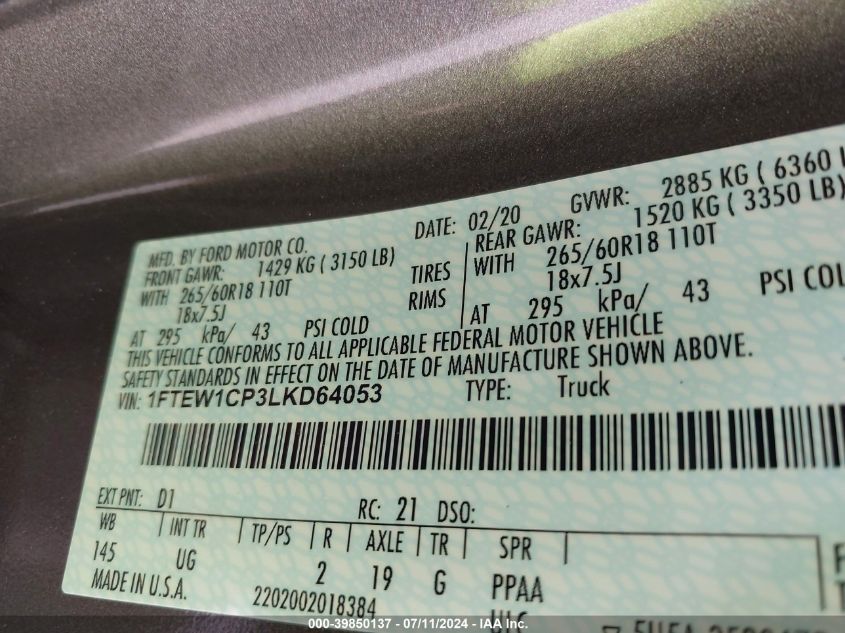 MFD. BY FORD MOTOR CO. DATE: 02/20 GVWR: 2885 KG ( 6360
FRONT GAWR: 1429 KG ( 3150 LB) REAR GAWR: 1520 KG ( 3350 LB)
WITH 265/60R18 110T TIRES WITH 265/60R18 110T
18x7.5J RIMS 18x7.5J
AT 295 kPa/ 43 PSI COLD AT 295 kPa/ 43 PSI
THIS VEHICLE CONFORMS TO ALL APPLICABLE FEDERAL MOTOR VEHICLE
SAFETY STANDARDS IN EFFECT ON THE DATE OF MANUFACTURE SHOWN ABOVE.
VIN: 1FTEW1CP3LKD64053 TYPE: Truck
EXT PNT: D1 RC: 21 DSO:
WB INT TR TP/PS R AXLE TR SPR
145 UG 2 19 G PPAA
MADE IN U.S.A. 2202002018384
000-39850137 - 07/11/2024 - IAA Inc.